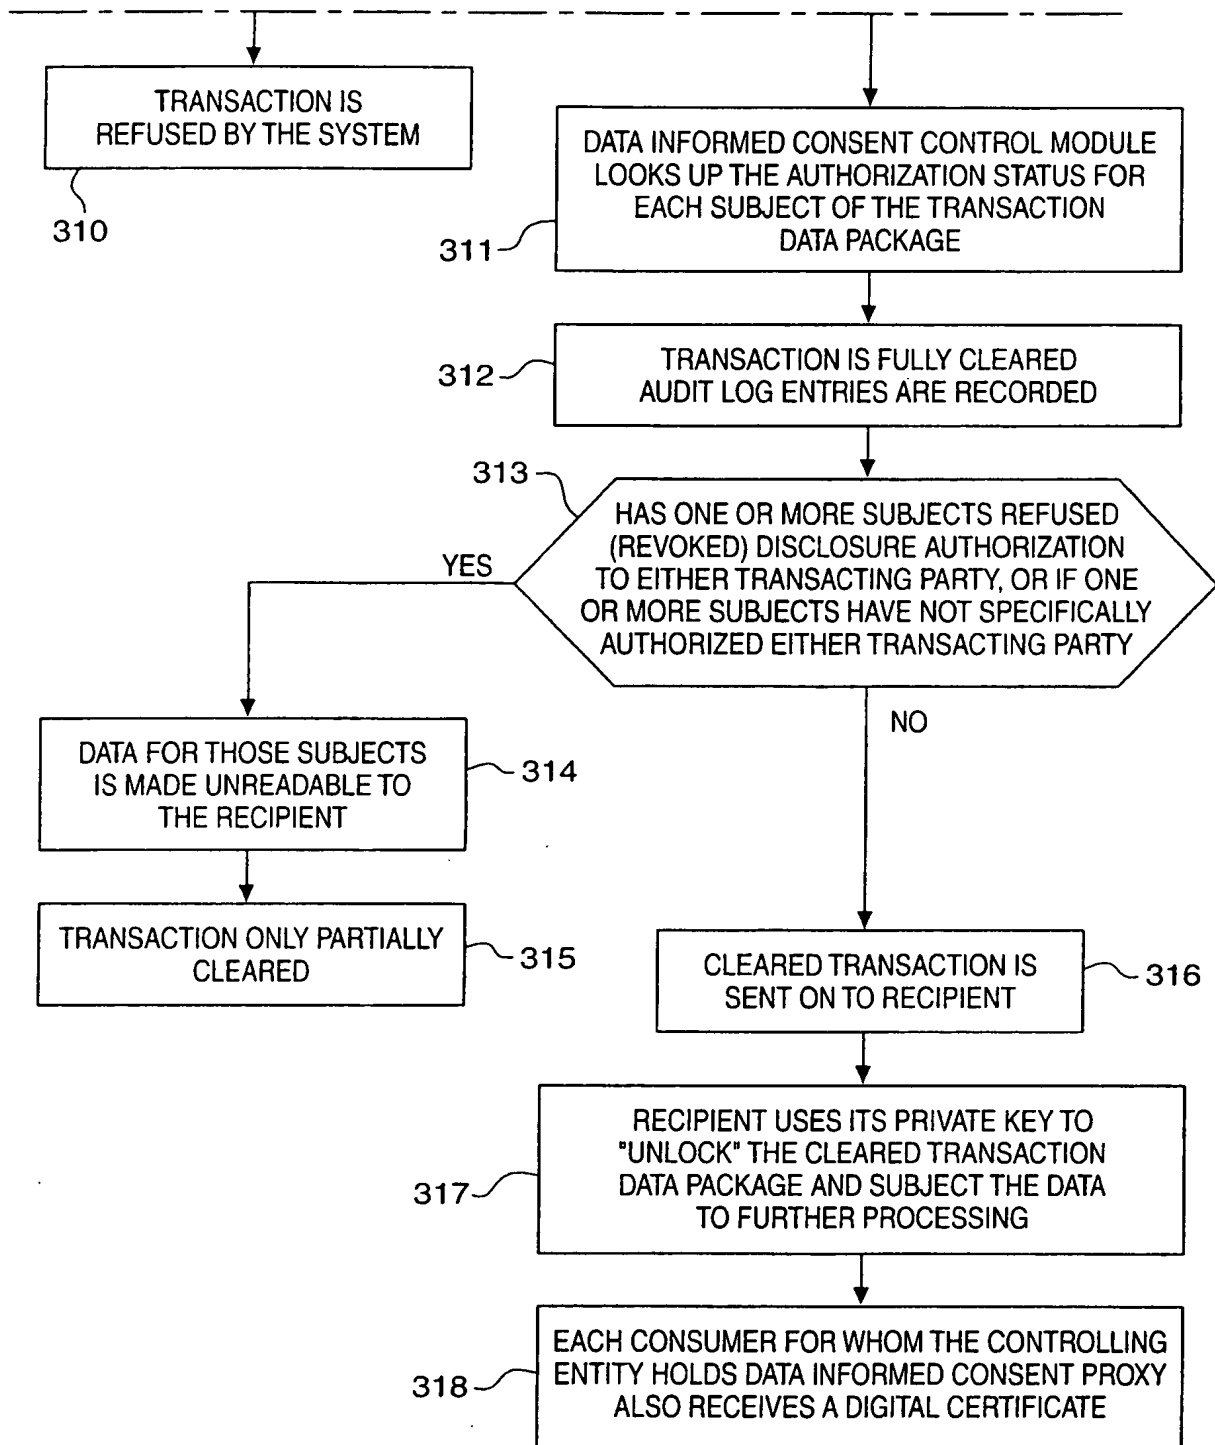 TRANSACTION IS
REFUSED BY THE SYSTEM
310
DATA INFORMED CONSENT CONTROL MODULE
LOOKS UP THE AUTHORIZATION STATUS FOR
EACH SUBJECT OF THE TRANSACTION
DATA PACKAGE
311
TRANSACTION IS FULLY CLEARED
AUDIT LOG ENTRIES ARE RECORDED
312
313
HAS ONE OR MORE SUBJECTS REFUSED
(REVOKED) DISCLOSURE AUTHORIZATION
TO EITHER TRANSACTING PARTY, OR IF ONE
OR MORE SUBJECTS HAVE NOT SPECIFICALLY
AUTHORIZED EITHER TRANSACTING PARTY
YES
NO
DATA FOR THOSE SUBJECTS
IS MADE UNREADABLE TO
THE RECIPIENT
314
TRANSACTION ONLY PARTIALLY
CLEARED
315
CLEARED TRANSACTION IS
SENT ON TO RECIPIENT
316
RECIPIENT USES ITS PRIVATE KEY TO
"UNLOCK" THE CLEARED TRANSACTION
DATA PACKAGE AND SUBJECT THE DATA
TO FURTHER PROCESSING
317
EACH CONSUMER FOR WHOM THE CONTROLLING
ENTITY HOLDS DATA INFORMED CONSENT PROXY
ALSO RECEIVES A DIGITAL CERTIFICATE
318